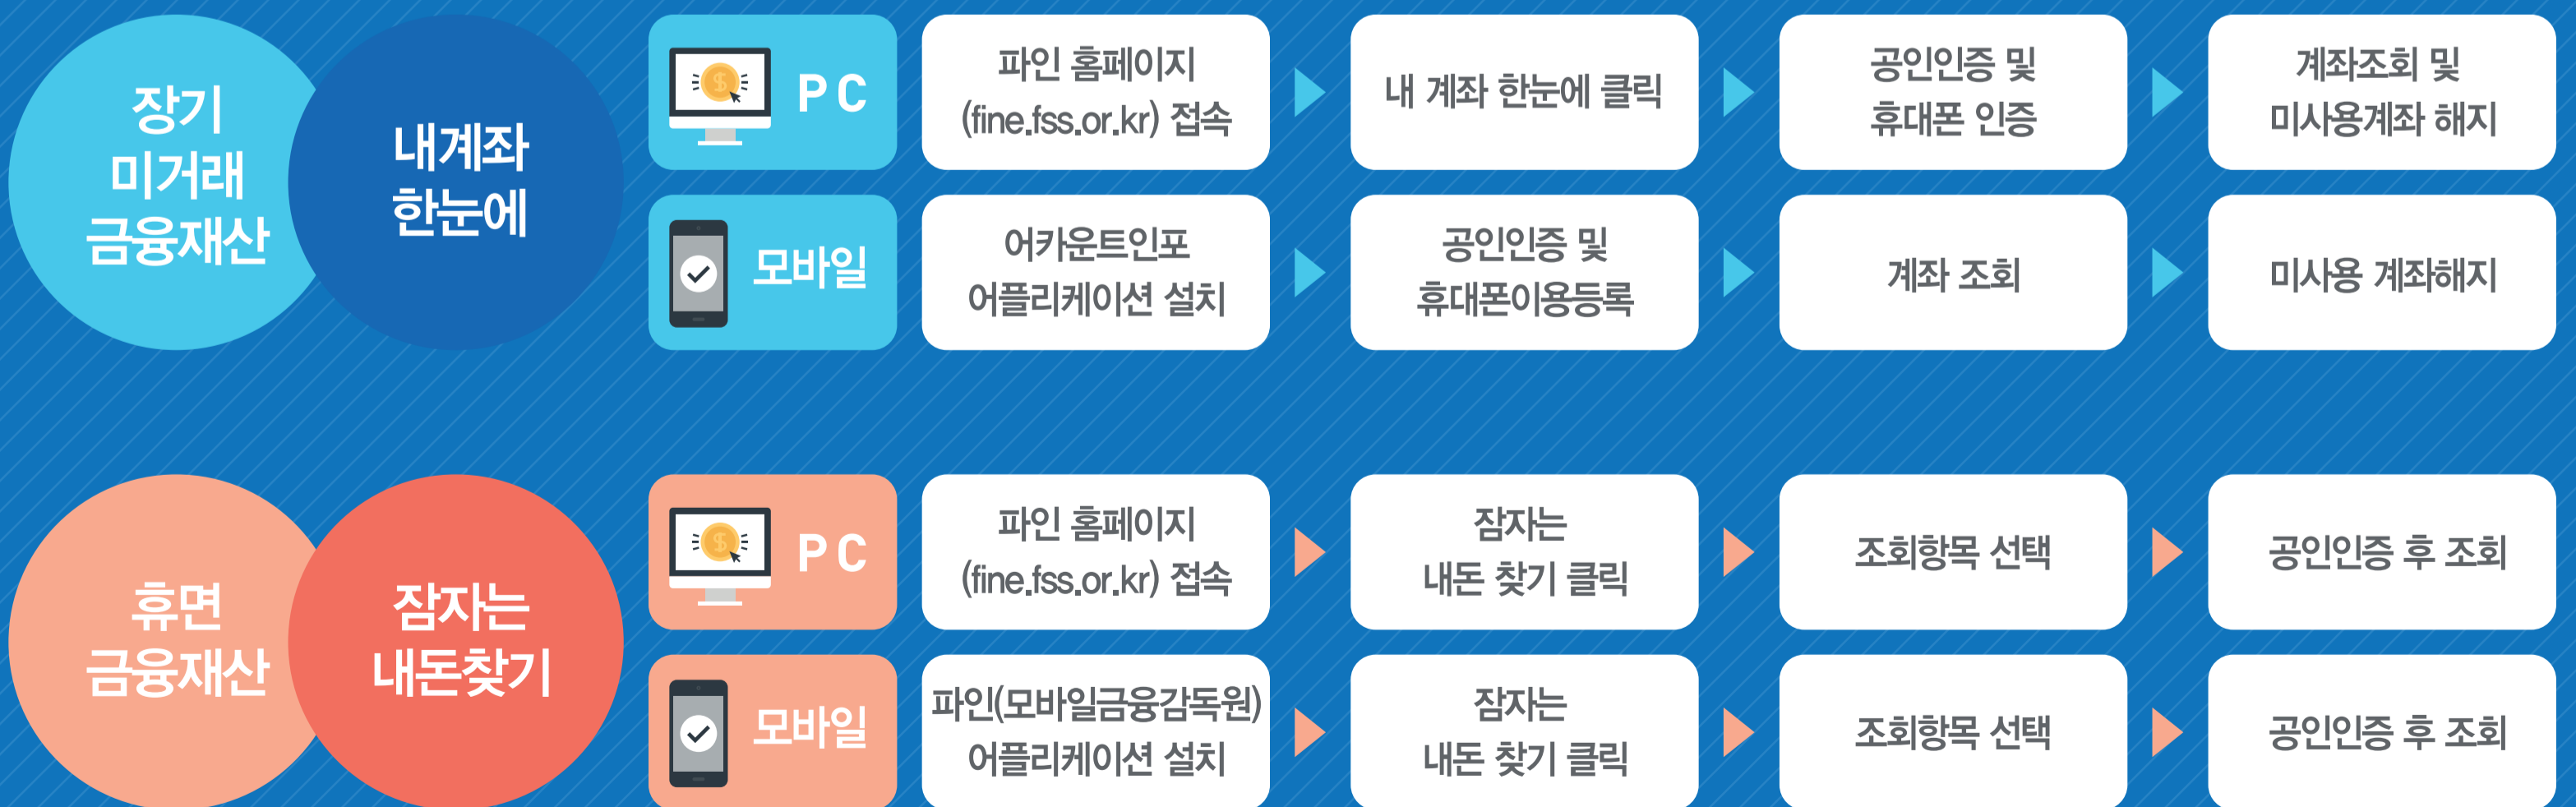 장기
미거래
금융재산
내계좌
한눈에
PC
파인 홈페이지
(fine.fss.or.kr) 접속
내 계좌 한눈에 클릭
공인인증 및
휴대폰 인증
계좌조회 및
미사용계좌 해지
모바일
어카운트인포
어플리케이션 설치
공인인증 및
휴대폰이용등록
계좌 조회
미사용 계좌해지
휴면
금융재산
잠자는
내돈찾기
PC
파인 홈페이지
(fine.fss.or.kr) 접속
잠자는
내돈 찾기 클릭
조회항목 선택
공인인증 후 조회
모바일
파인(모바일금융감독원)
어플리케이션 설치
잠자는
내돈 찾기 클릭
조회항목 선택
공인인증 후 조회